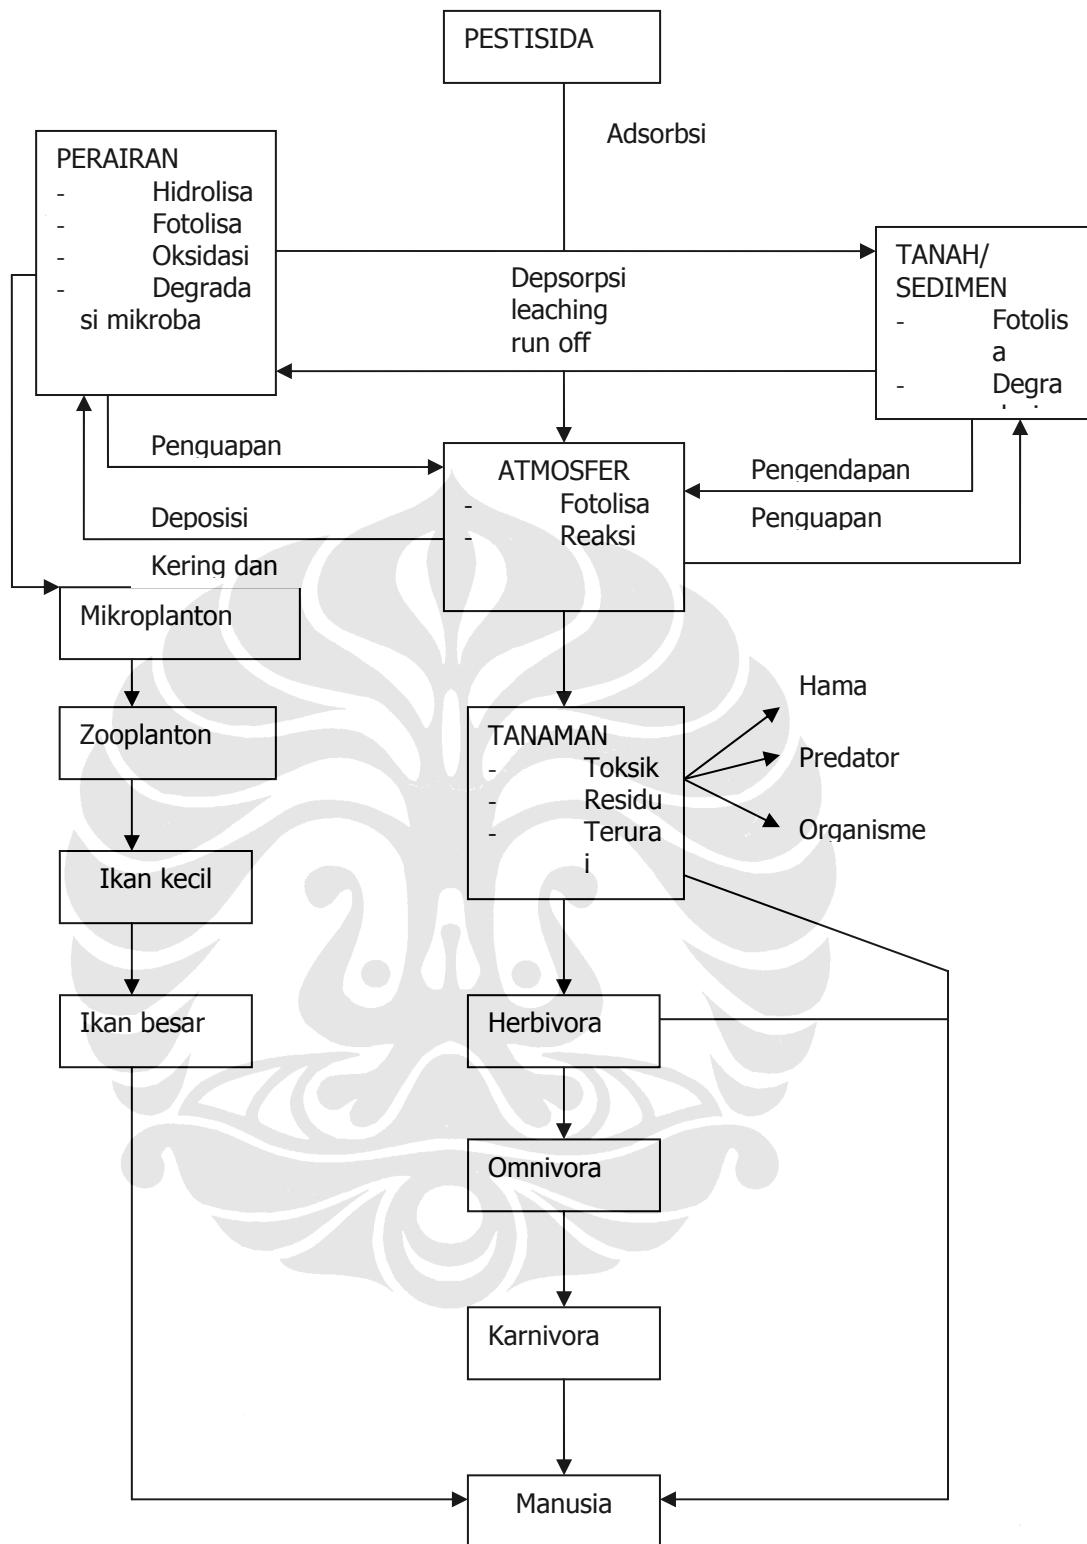 PESTISIDA
Adsorbsi
PERAIRAN
- Hidrolisa
- Fotolisa
- Oksidasi
- Degrada
si mikroba
Depsorpsi
leaching
run off
TANAH/
SEDIMEN
- Fotolis
a
- Degra
Penguapan
Deposisi
Kering dan
ATMOSFER
- Fotolisa
- Reaksi
Pengendapan
Penguapan
Mikroplanton
Zooplanton
Ikan kecil
Ikan besar
TANAMAN
- Toksik
- Residu
- Terura
i
Hama
Predator
Organisme
Herbivora
Omnivora
Karnivora
Manusia